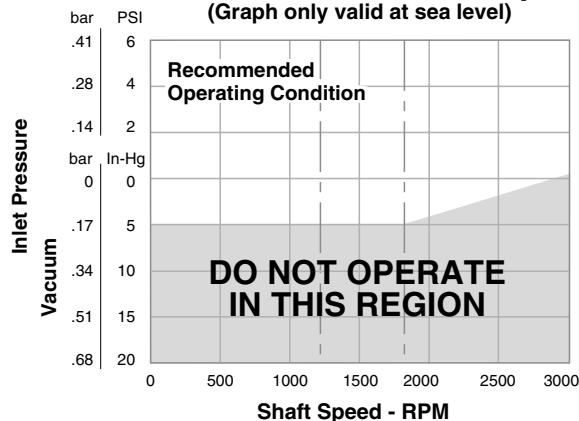 (Graph only valid at sea level)
bar PSI
.41 6
.28 4
.14 2
bar In-Hg
0 0
.17 5
.34 10
.51 15
.68 20
Inlet Pressure
Vacuum
Recommended
Operating Condition
DO NOT OPERATE
IN THIS REGION
0 500 1000 1500 2000 2500 3000
Shaft Speed - RPM